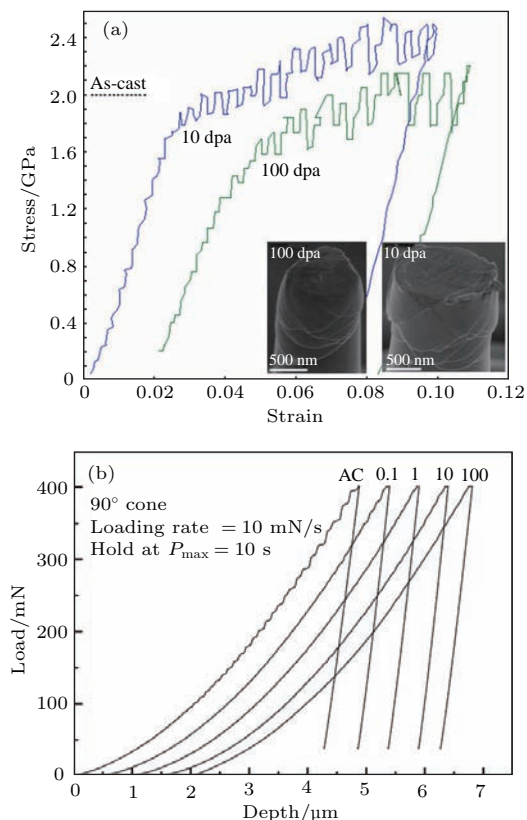 (a)
2.4
As-cast
2.0
10 dpa
1.6
100 dpa
Stress/GPa
1.2
100 dpa
10 dpa
0.8
0.4
500 nm
500 nm
0
0
0.02
0.04
0.06
0.08
0.10
0.12
Strain
(b)
AC
0.1
1
10
100
400
90° cone
Loading rate = 10 mN/s
Hold at Pmax = 10 s
300
Load/mN
200
100
0
0
1
2
3
4
5
6
7
Depth/μm